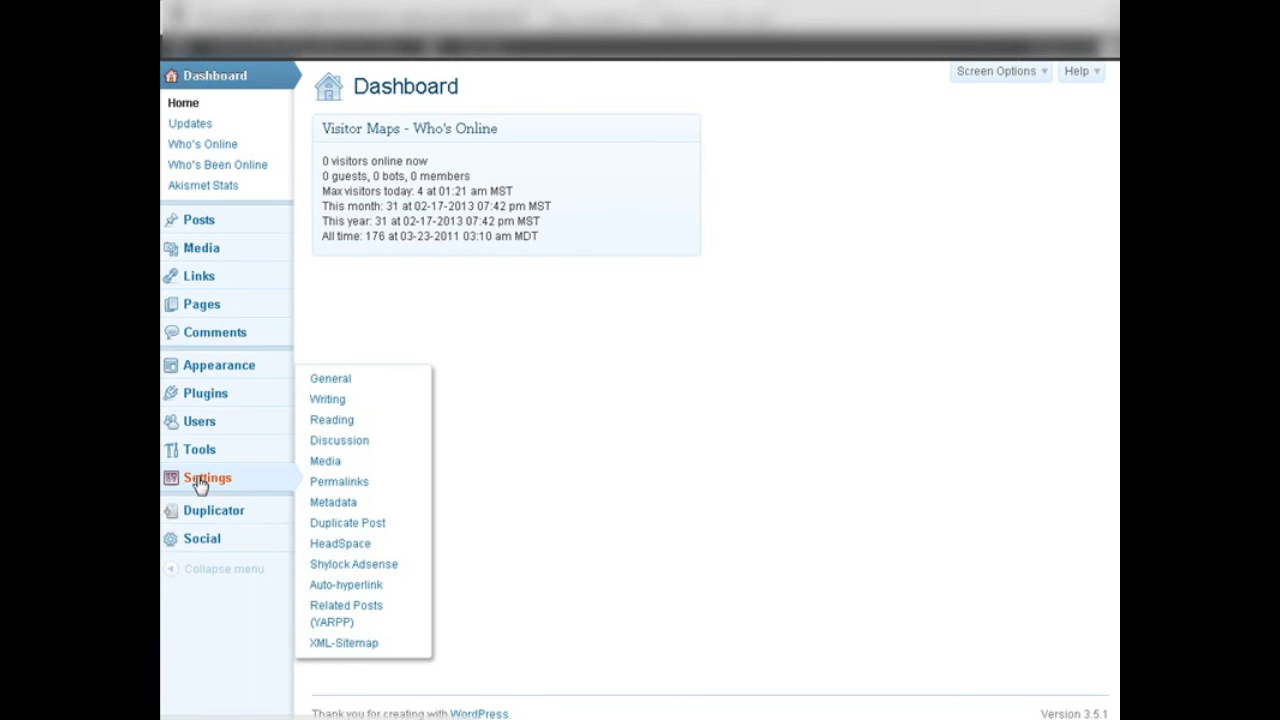 Dashboard
Home
Updates
Who's Online
Who's Been Online
Akismet Stats
Posts
Media
Links
Pages
Comments
Appearance
Plugins
Users
Tools
Settings
Duplicator
Social
Collapse menu
Screen Options
Help
Dashboard
Visitor Maps - Who's Online
0 visitors online now
0 guests, 0 bots, 0 members
Max visitors today: 4 at 01:21 am MST
This month: 31 at 02-17-2013 07:42 pm MST
This year: 31 at 02-17-2013 07:42 pm MST
All time: 176 at 03-23-2011 03:10 am MDT
General
Writing
Reading
Discussion
Media
Permalinks
Metadata
Duplicate Post
HeadSpace
Shylock Adsense
Auto-hyperlink
Related Posts
(YARPP)
XML-Sitemap
Thank you for creating with WordPress.
Version 3.5.1